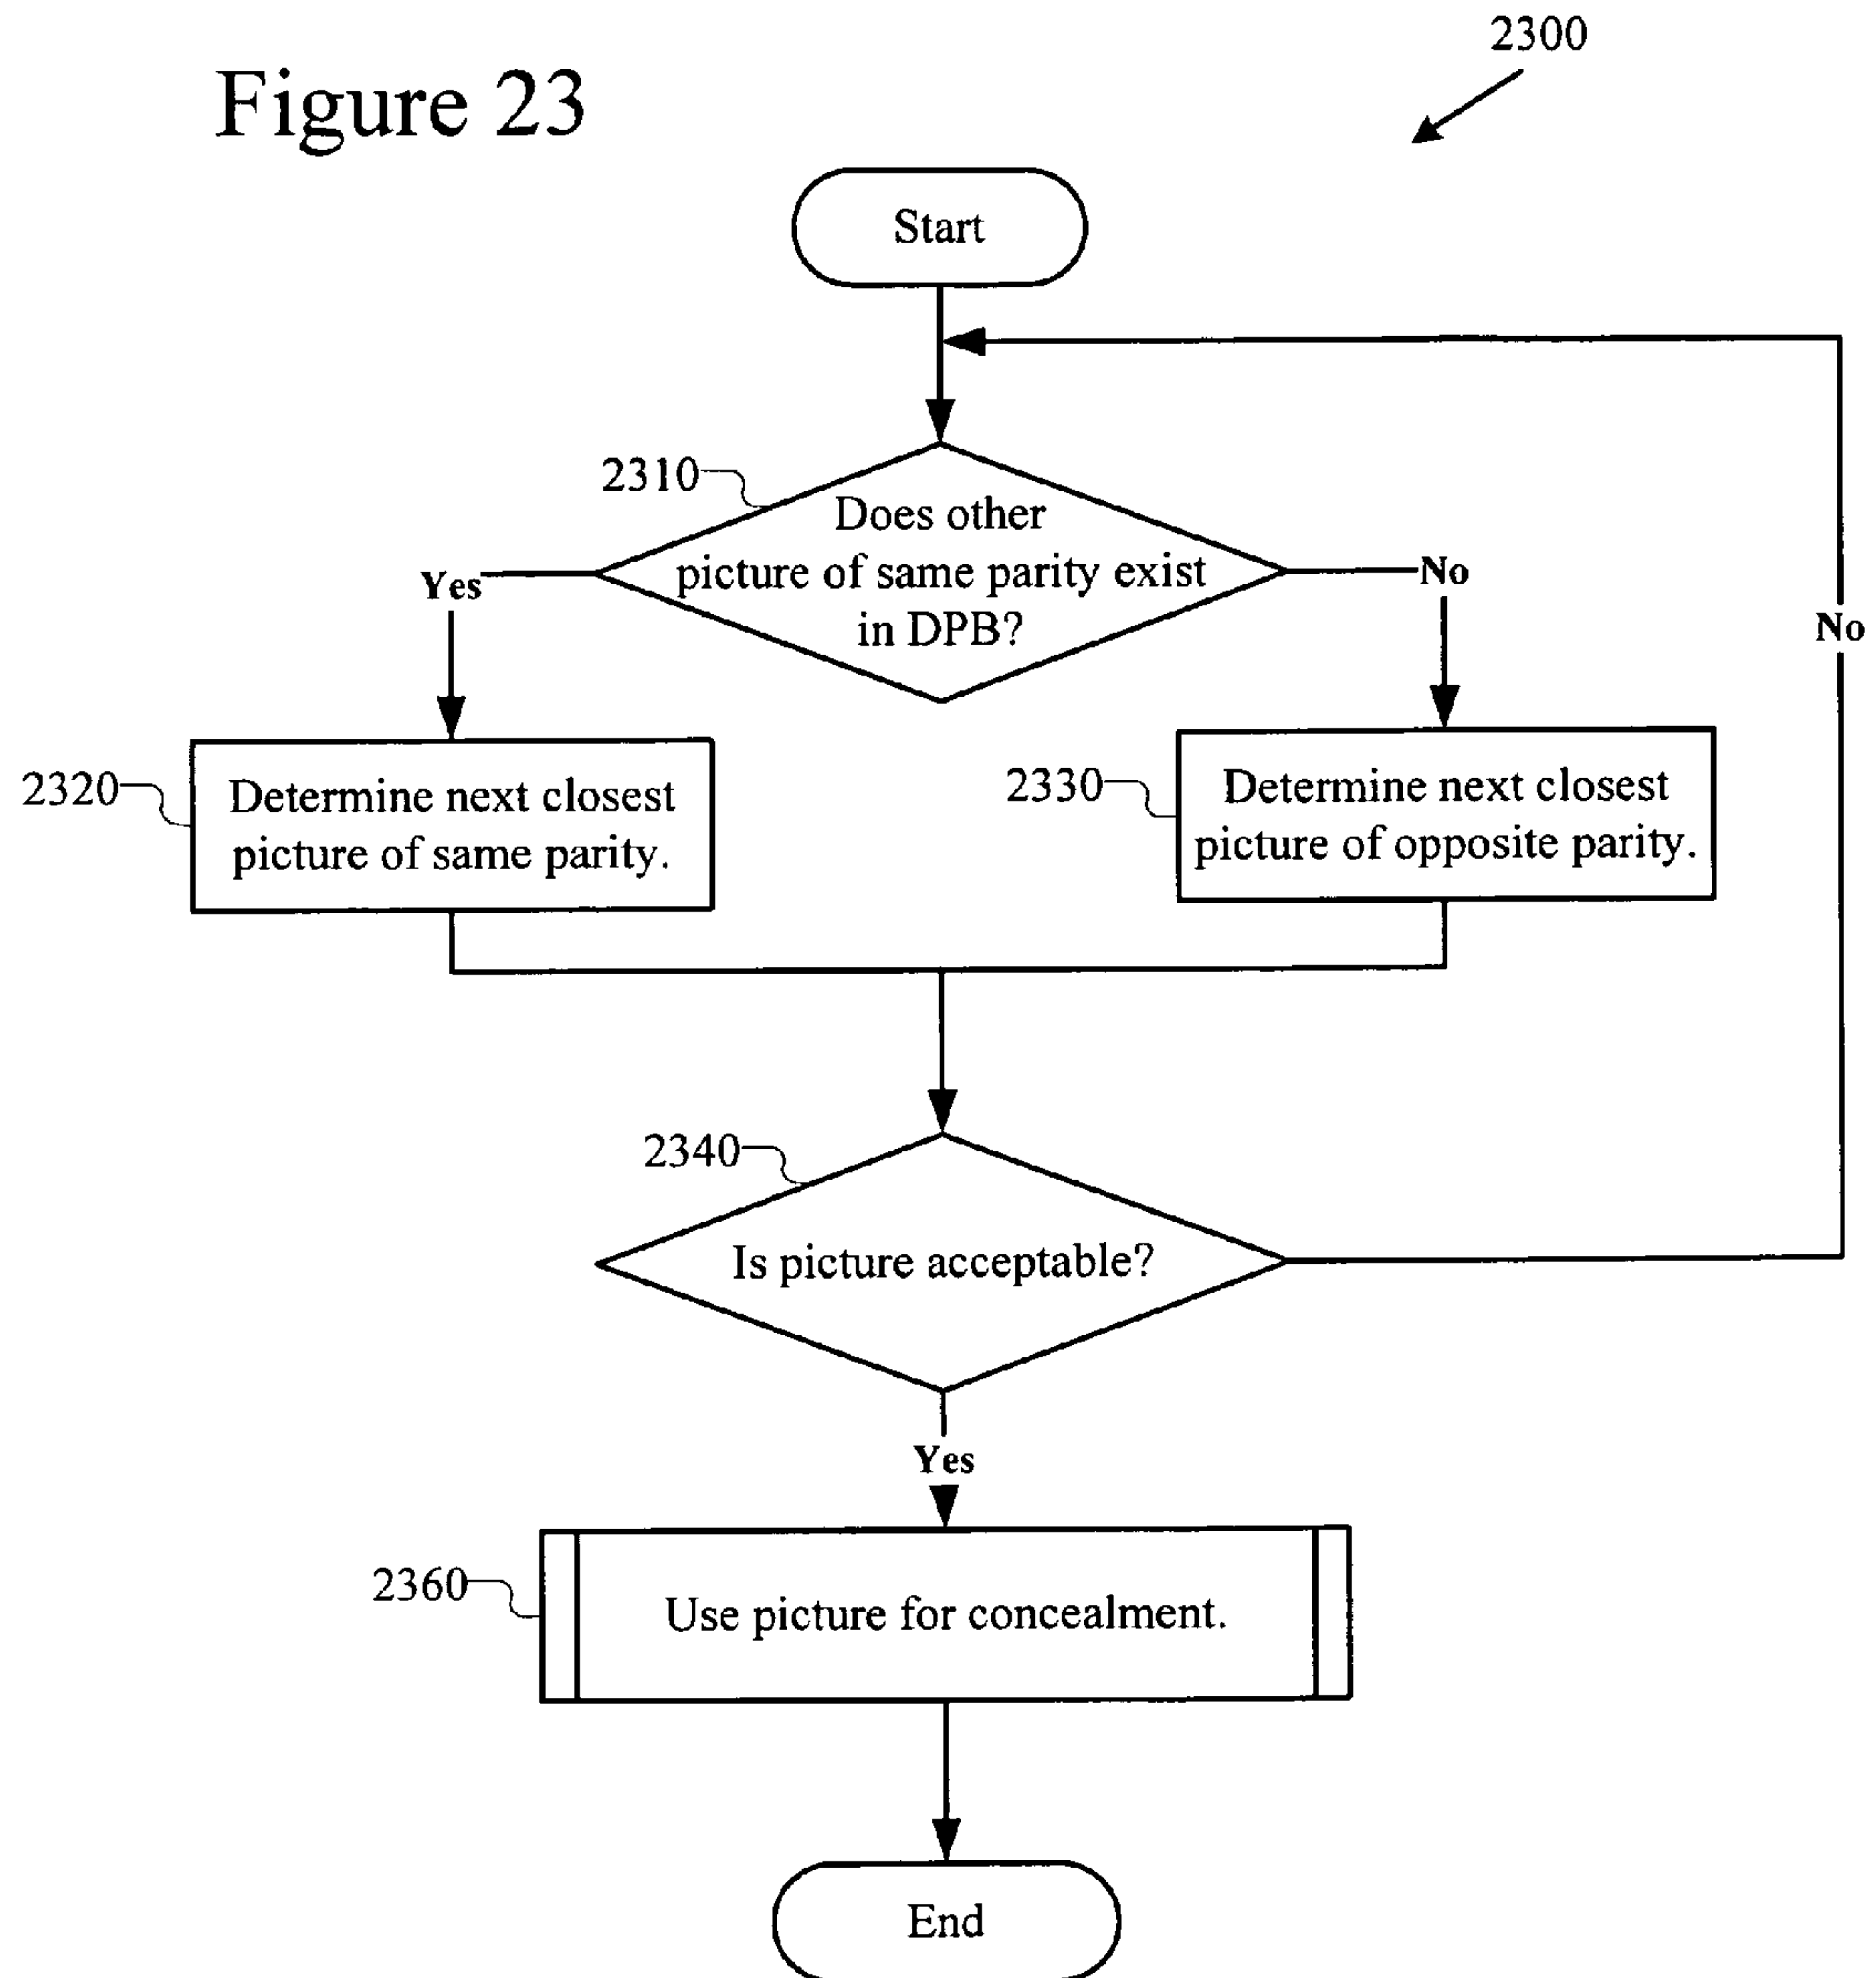 2300
Figure 23
Start
2310
Does other
picture of same parity exist
in DPB?
Yes
No
No
2320
Determine next closest
picture of same parity.
2330
Determine next closest
picture of opposite parity.
2340
Is picture acceptable?
Yes
2360
Use picture for concealment.
End